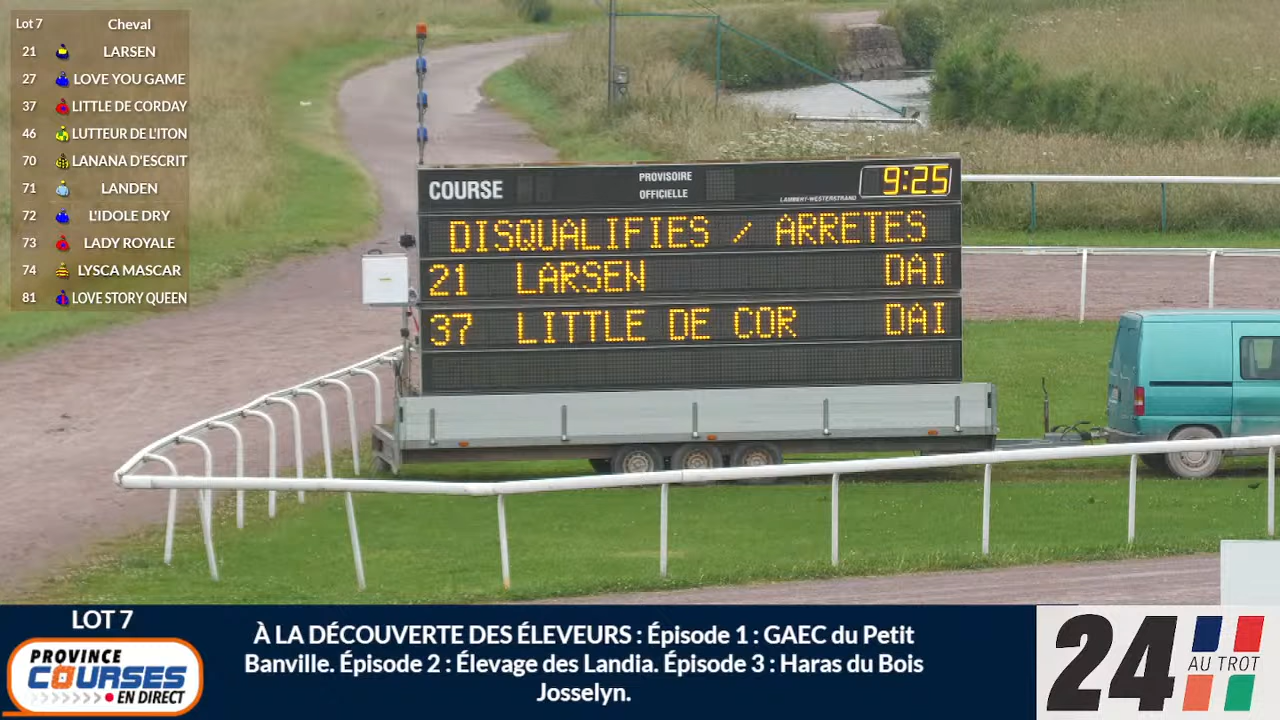 Lot 7 Cheval
21 LARSEN
27 LOVE YOU GAME
37 LITTLE DE CORDAY
46 LUTTEUR DE L'ITON
70 LANANA D'ESCRIT
71 LANDEN
72 L'IDOLE DRY
73 LADY ROYALE
74 LYSCA MASCAR
81 LOVE STORY QUEEN
COURSE
PROVISOIRE
OFFICIELLE
LAMBERT-WESTERSTRAND
9:25
DISQUALIFIES / ARRETES
21 LARSEN DAI
37 LITTLE DE COR DAI
LOT 7
PROVINCE
COURSES
EN DIRECT
À LA DÉCOUVERTE DES ÉLEVEURS : Épisode 1 : GAEC du Petit
Banville. Épisode 2 : Élevage des Landia. Épisode 3 : Haras du Bois
Josselyn.
24
AU TROT